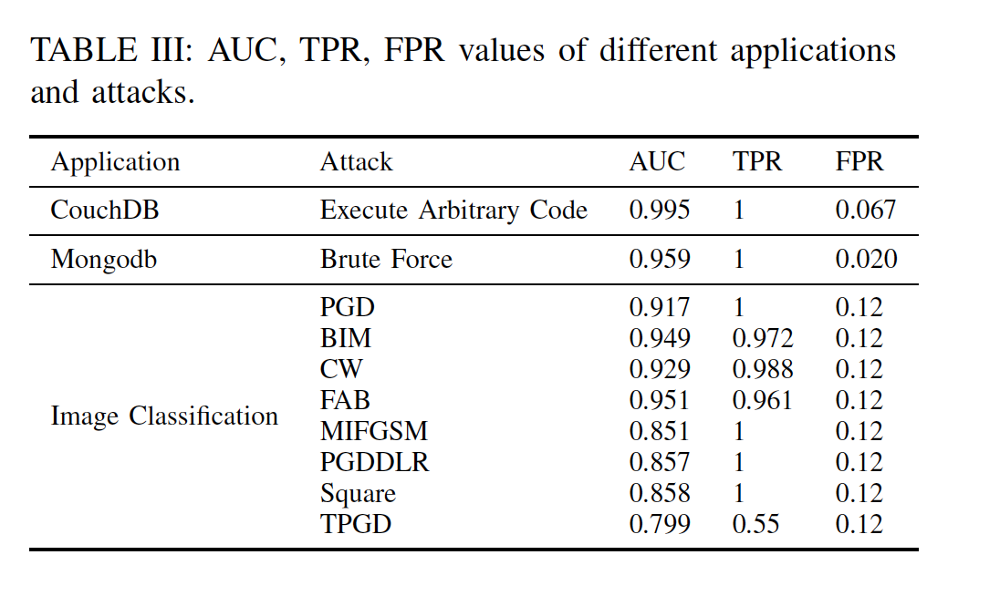 TABLE III: AUC, TPR, FPR values of different applications
and attacks.
Application Attack AUC TPR FPR
CouchDB Execute Arbitrary Code 0.995 1 0.067
Mongodb Brute Force 0.959 1 0.020
PGD 0.917 1 0.12
BIM 0.949 0.972 0.12
CW 0.929 0.988 0.12
FAB 0.951 0.961 0.12
Image Classification
MIFGSM 0.851 1 0.12
PGDDLR 0.857 1 0.12
Square 0.858 1 0.12
TPGD 0.799 0.55 0.12